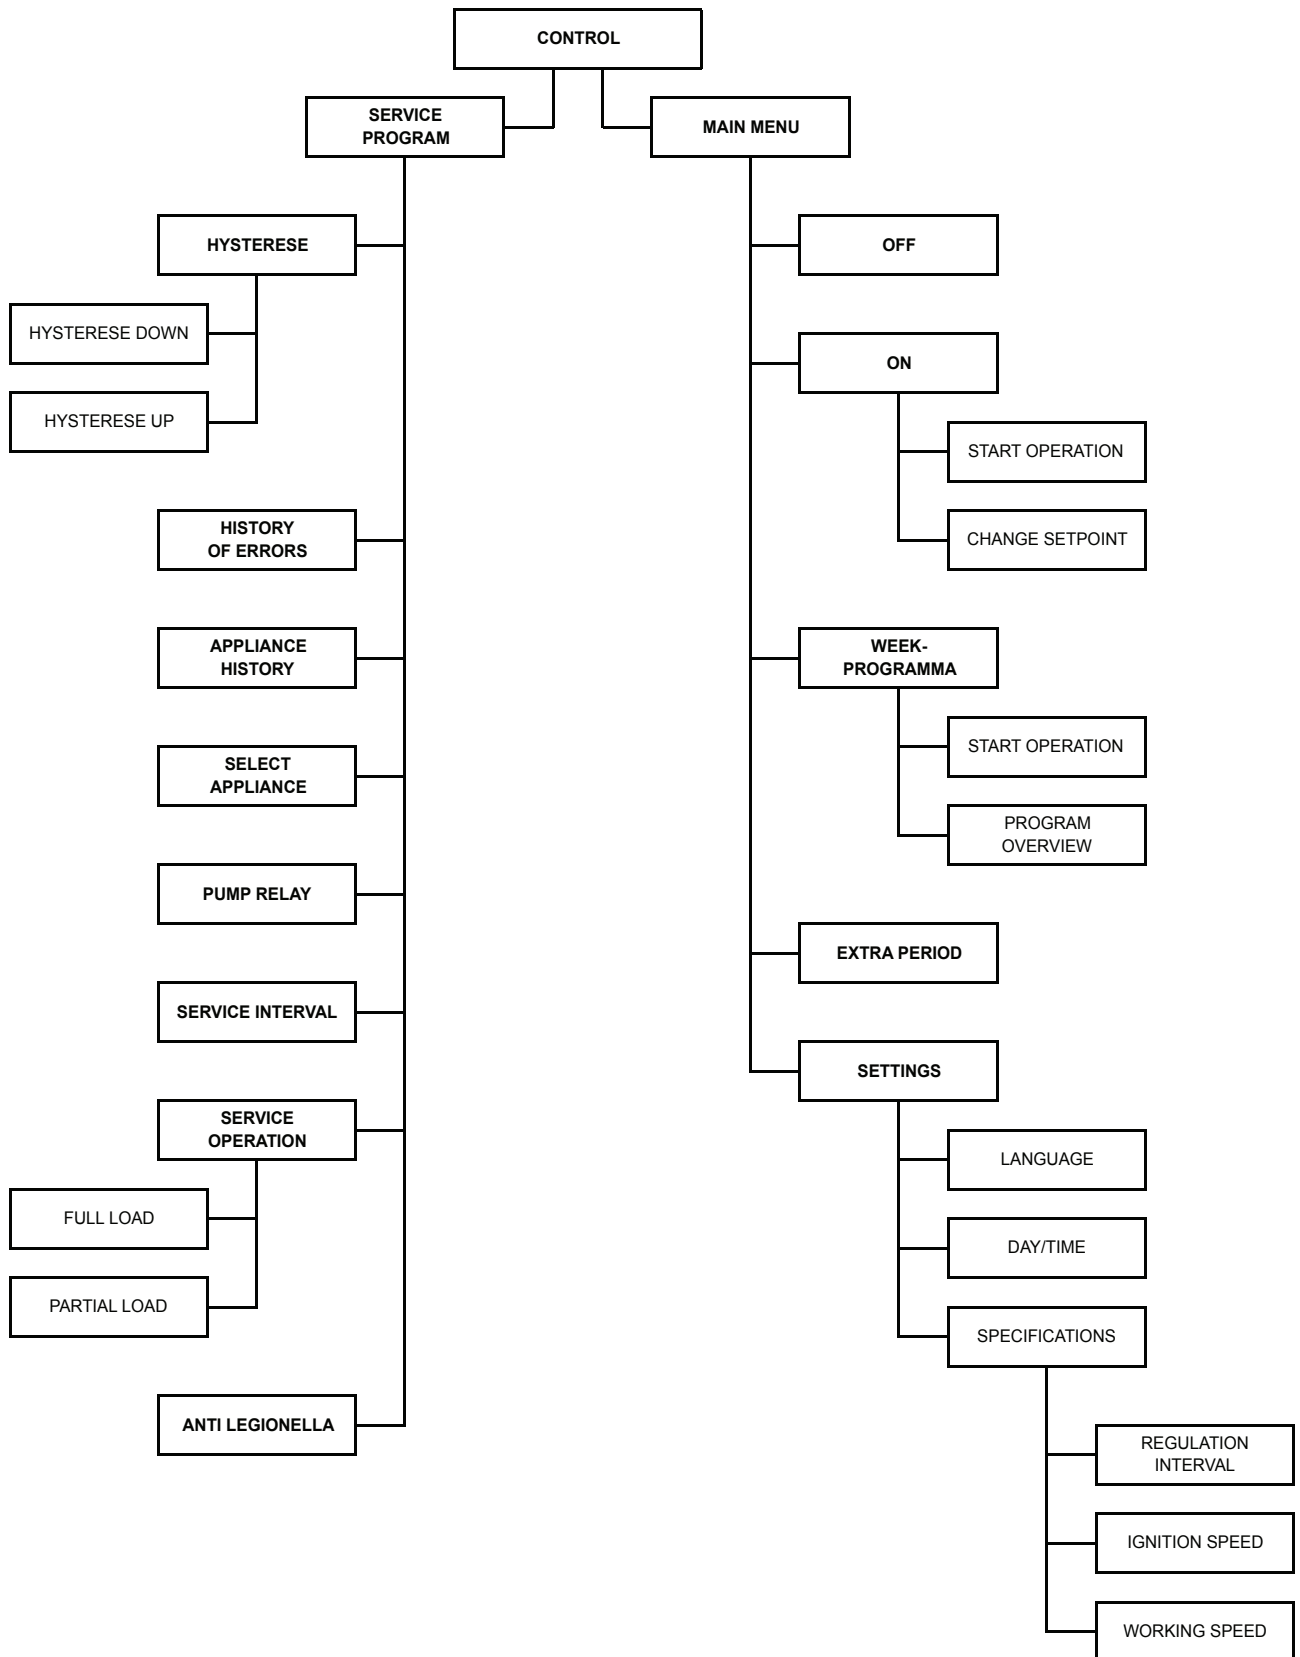 CONTROL
SERVICE
PROGRAM
MAIN MENU
HYSTERESE
HYSTERESE DOWN
HYSTERESE UP
HISTORY
OF ERRORS
APPLIANCE
HISTORY
SELECT
APPLIANCE
PUMP RELAY
SERVICE INTERVAL
SERVICE
OPERATION
FULL LOAD
PARTIAL LOAD
ANTI LEGIONELLA
OFF
ON
START OPERATION
CHANGE SETPOINT
WEEK-
PROGRAMMA
START OPERATION
PROGRAM
OVERVIEW
EXTRA PERIOD
SETTINGS
LANGUAGE
DAY/TIME
SPECIFICATIONS
REGULATION
INTERVAL
IGNITION SPEED
WORKING SPEED